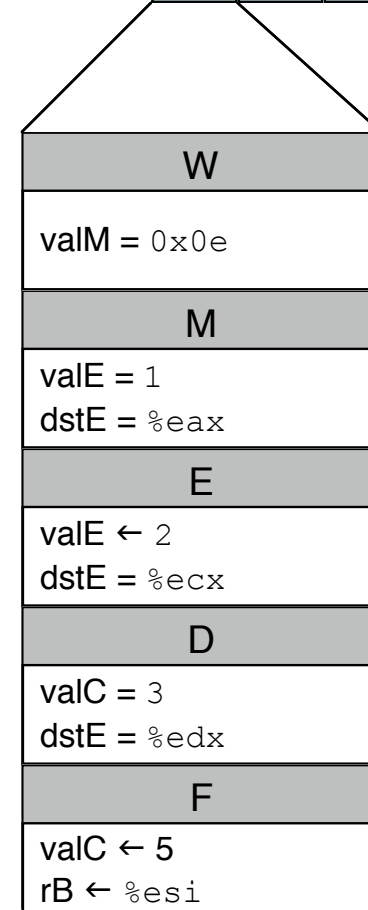 W
valM = 0x0e
M
valE = 1
dstE = %eax
E
valE ← 2
dstE = %ecx
D
valC = 3
dstE = %edx
F
valC ← 5
rB ← %esi